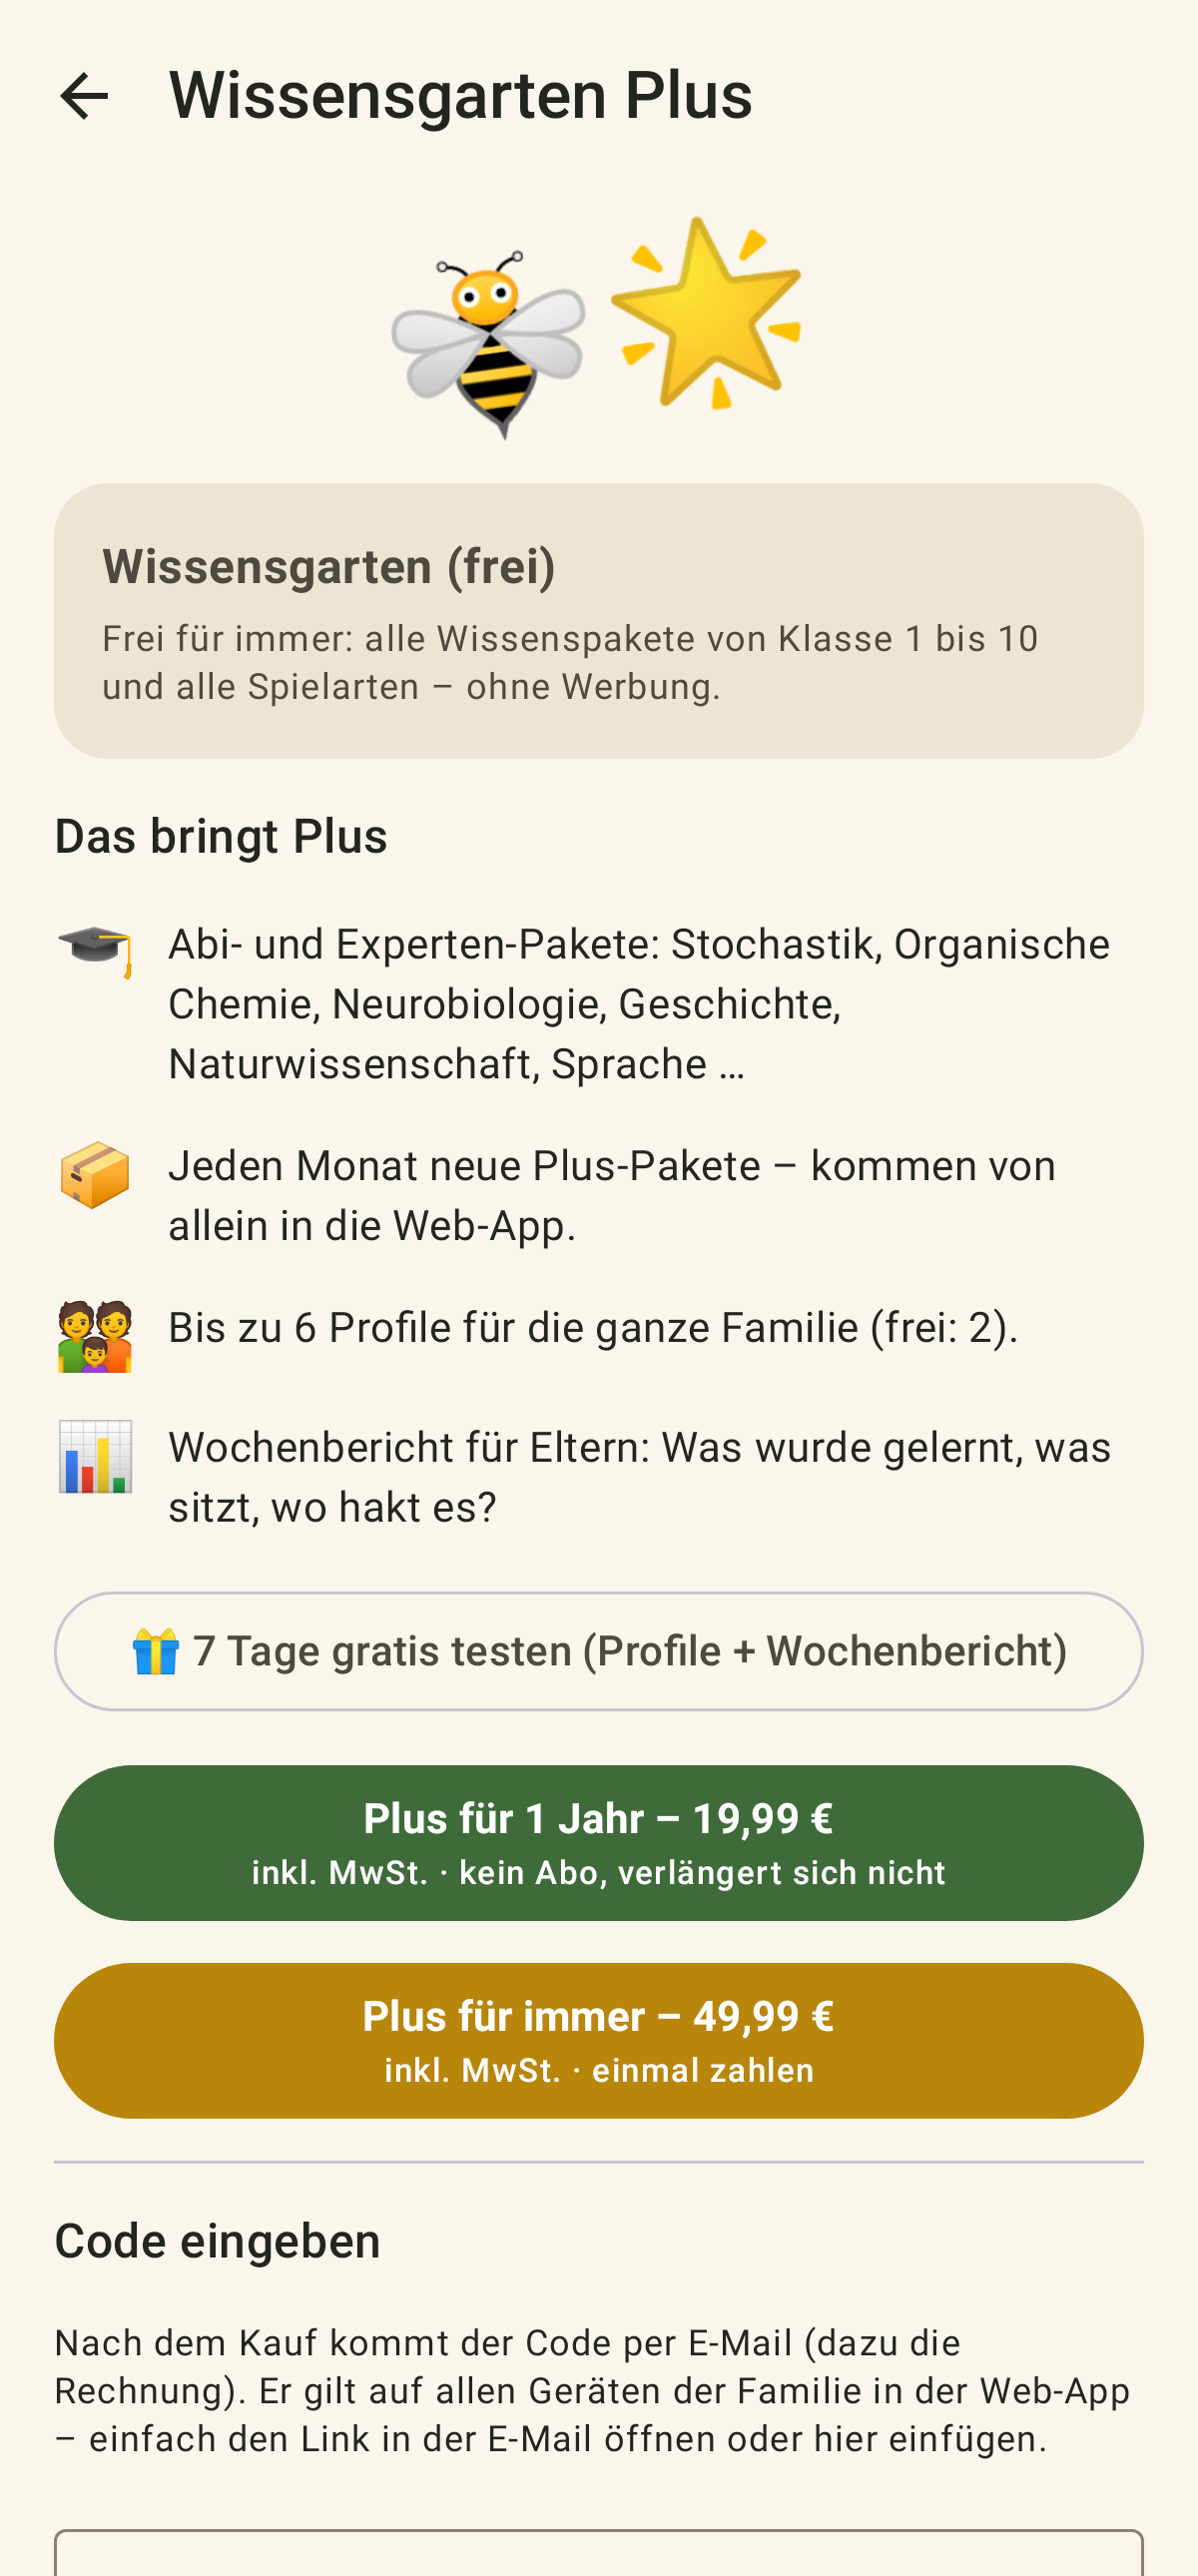 Wissensgarten Plus
Wissensgarten (frei)
Frei für immer: alle Wissenspakete von Klasse 1 bis 10
und alle Spielarten – ohne Werbung.
Das bringt Plus
Abi- und Experten-Pakete: Stochastik, Organische
Chemie, Neurobiologie, Geschichte,
Naturwissenschaft, Sprache …
Jeden Monat neue Plus-Pakete – kommen von
allein in die Web-App.
Bis zu 6 Profile für die ganze Familie (frei: 2).
Wochenbericht für Eltern: Was wurde gelernt, was
sitzt, wo hakt es?
7 Tage gratis testen (Profile + Wochenbericht)
Plus für 1 Jahr – 19,99 €
inkl. MwSt. · kein Abo, verlängert sich nicht
Plus für immer – 49,99 €
inkl. MwSt. · einmal zahlen
Code eingeben
Nach dem Kauf kommt der Code per E-Mail (dazu die
Rechnung). Er gilt auf allen Geräten der Familie in der Web-App
– einfach den Link in der E-Mail öffnen oder hier einfügen.